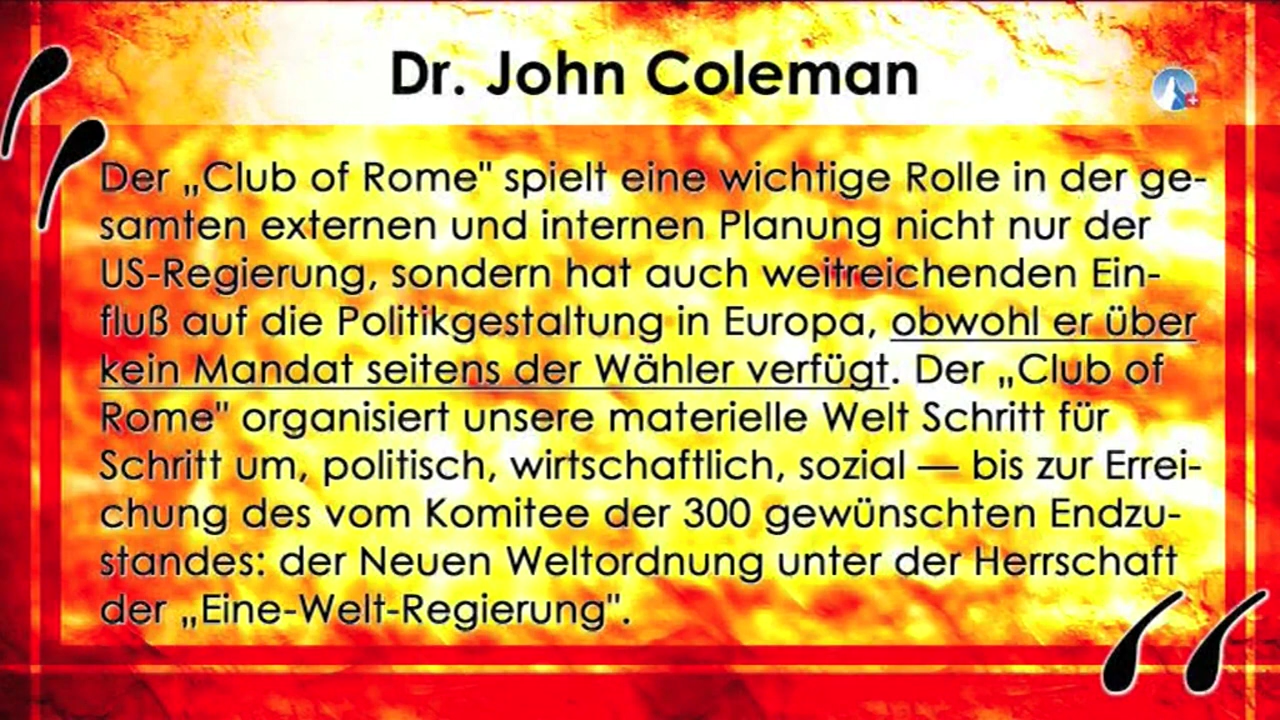 Dr. John Coleman
Der „Club of Rome" spielt eine wichtige Rolle in der ge-
samten externen und internen Planung nicht nur der
US-Regierung, sondern hat auch weitreichenden Ein-
fluß auf die Politikgestaltung in Europa, obwohl er über
kein Mandat seitens der Wähler verfügt. Der „Club of
Rome" organisiert unsere materielle Welt Schritt für
Schritt um, politisch, wirtschaftlich, sozial — bis zur Errei-
chung des vom Komitee der 300 gewünschten Endzu-
standes: der Neuen Weltordnung unter der Herrschaft
der „Eine-Welt-Regierung".